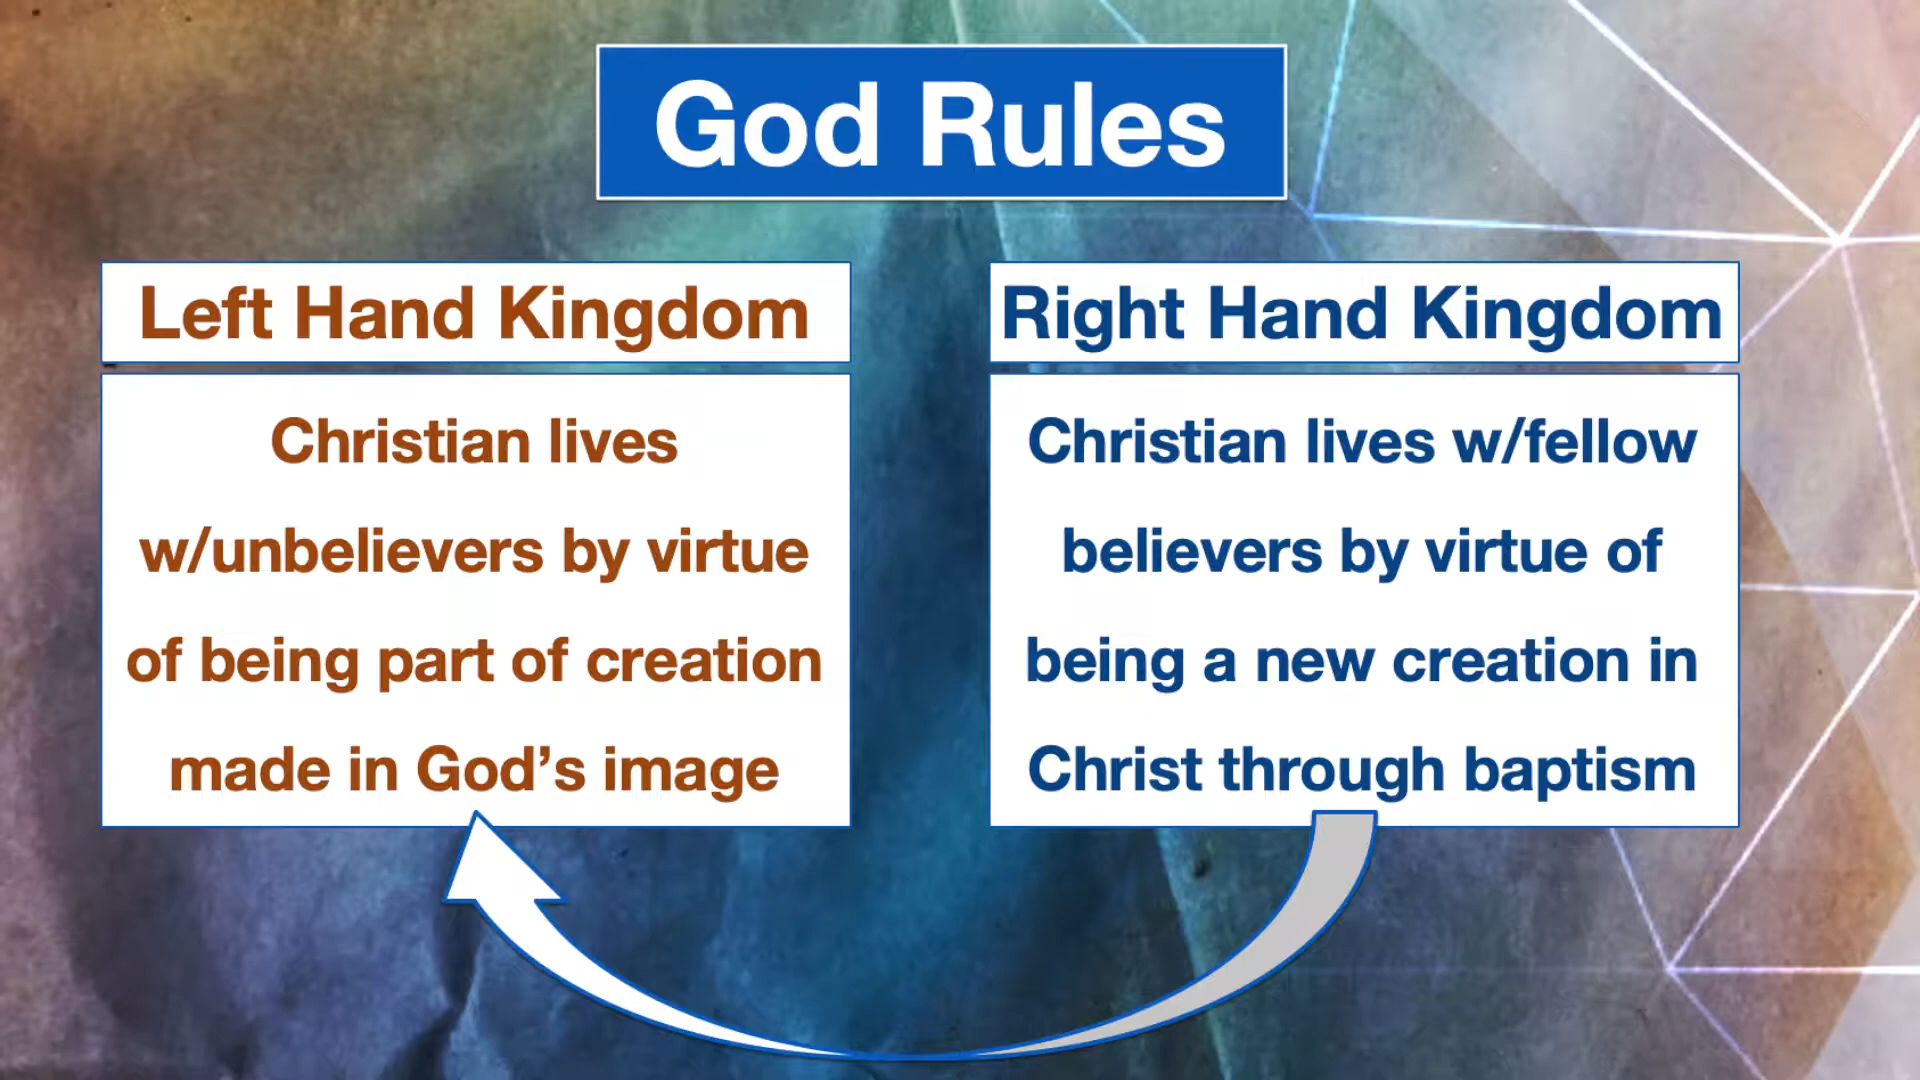 God Rules
Left Hand Kingdom
Christian lives
w/unbelievers by virtue
of being part of creation
made in God’s image
Right Hand Kingdom
Christian lives w/fellow
believers by virtue of
being a new creation in
Christ through baptism